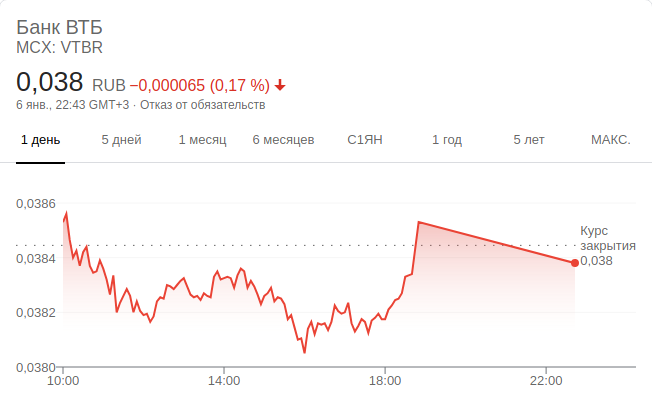 Банк ВТБ
MCX: VTBR
0,038 RUB −0,000065 (0,17 %)
6 янв., 22:43 GMT+3 · Отказ от обязательств
1 день 5 дней 1 месяц 6 месяцев С1ЯН 1 год 5 лет МАКС.
0,0386
Курс
закрытия
0,038
0,0384
0,0382
0,0380
10:00 14:00 18:00 22:00